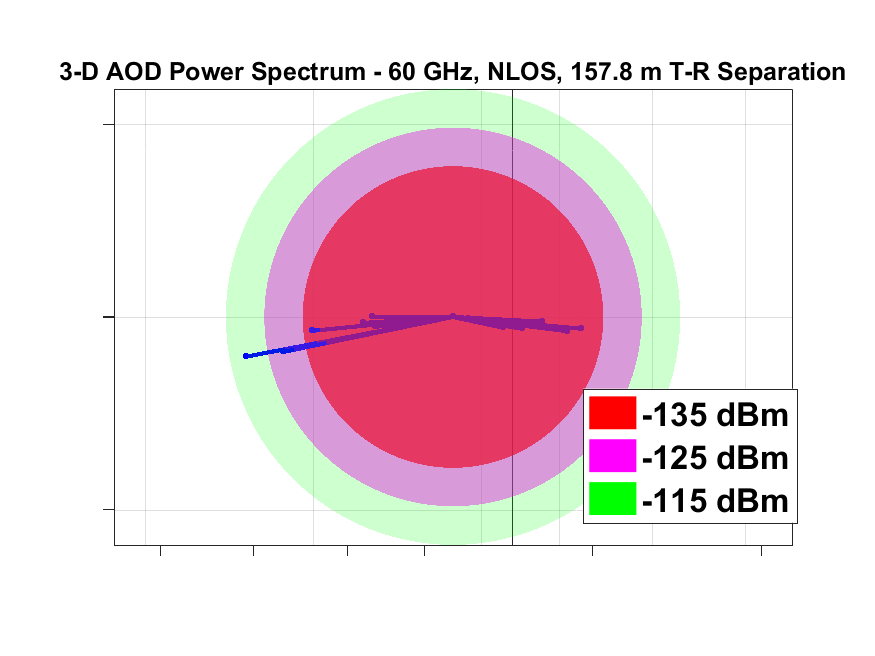 3-D AOD Power Spectrum - 60 GHz, NLOS, 157.8 m T-R Separation
-135 dBm
-125 dBm
-115 dBm